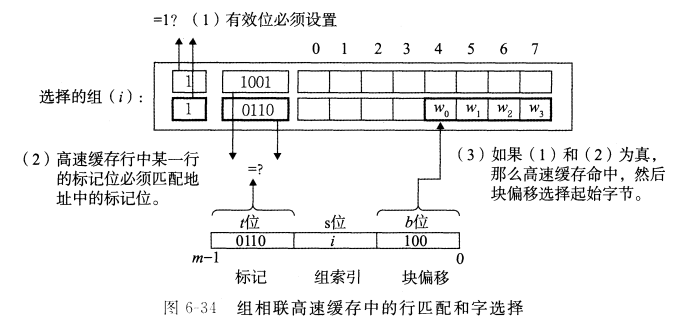 =1?（1）有效位必须设置
0 1 2 3 4 5 6 7
选择的组（i）：
1 1001
1 0110 w₀ w₁ w₂ w₃
（2）高速缓存行中某一行
的标记位必须匹配地
址中的标记位。
=?
（3）如果（1）和（2）为真，
那么高速缓存命中，然后
块偏移选择起始字节。
t位 s位 b位
0110 i 100
m−1 0
标记 组索引 块偏移
图 6-34 组相联高速缓存中的行匹配和字选择